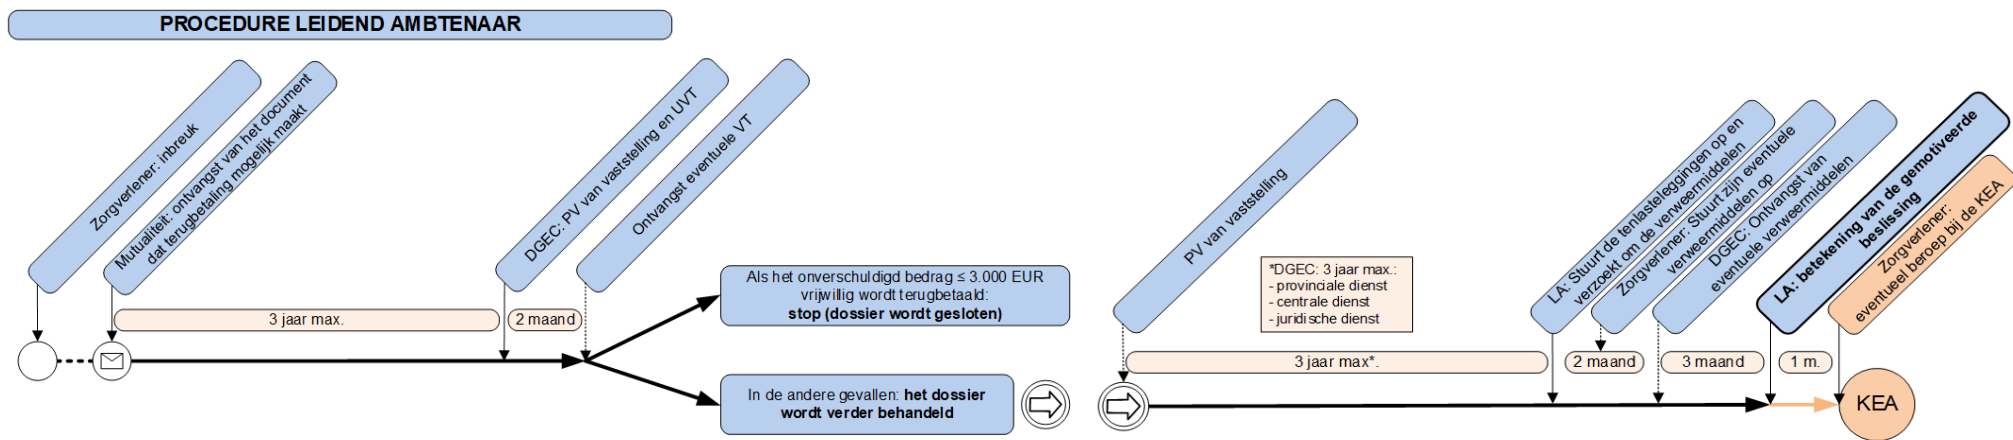 PROCEDURE LEIDEND AMBTENAAR
Zorgverlener: inbreuk
Mutualiteit: ontvangst van het document
dat terugbetaling mogelijk maakt
3 jaar max.
DGEC: PV van vaststelling en UVT
2 maand
Ontvangst eventuele VT
Als het onverschuldigd bedrag ≤ 3.000 EUR
vrijwillig wordt terugbetaald:
stop (dossier wordt gesloten)
In de andere gevallen: het dossier
wordt verder behandeld
PV van vaststelling
*DGEC: 3 jaar max.:
- provinciale dienst
- centrale dienst
- juridische dienst
3 jaar max*.
LA: Stuurt de tenlasteleggingen op en
verzoekt om de verweermiddelen
2 maand
Zorgverlener: Stuurt zijn eventuele
verweermiddelen op
DGEC: Ontvangst van
eventuele verweermiddelen
3 maand
LA: betekening van de gemotiveerde
beslissing
1 m.
Zorgverlener:
eventueel beroep bij de KEA
KEA